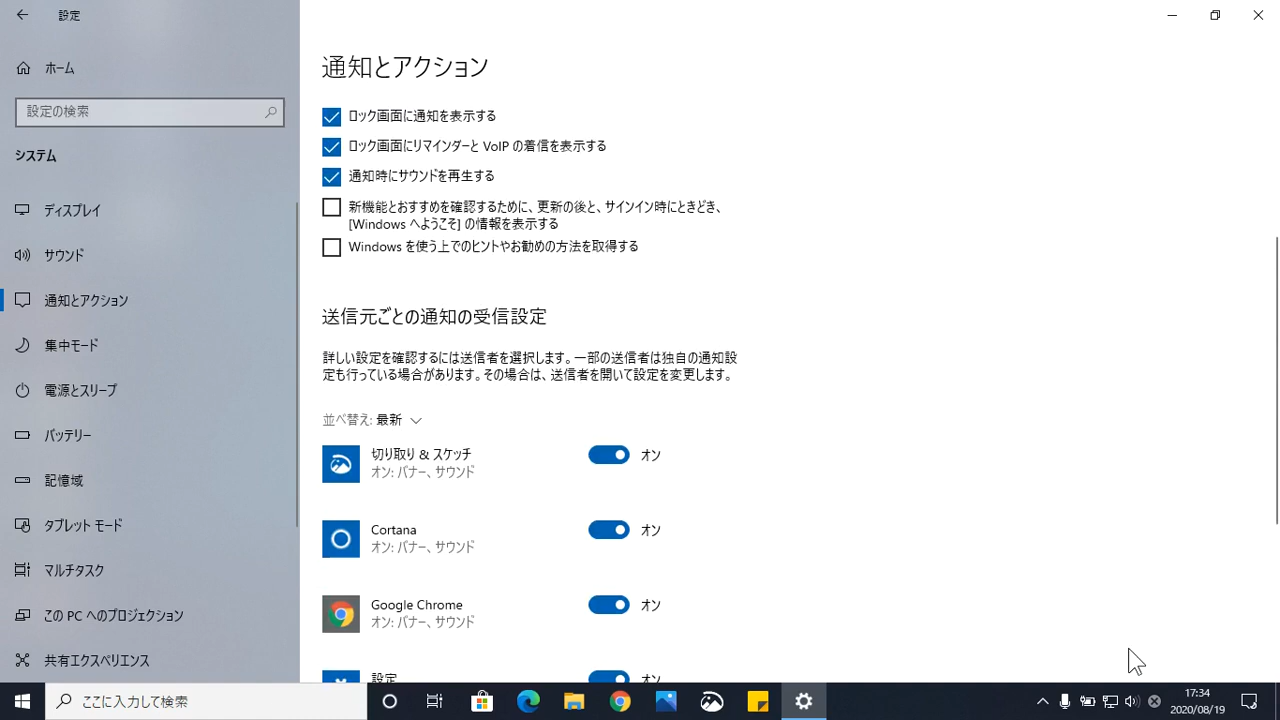 設定
ホーム
設定の検索
システム
ディスプレイ
サウンド
通知とアクション
集中モード
電源とスリープ
バッテリー
記憶域
タブレット モード
マルチタスク
この PC へのプロジェクション
共有エクスペリエンス
通知とアクション
ロック画面に通知を表示する
ロック画面にリマインダーと VoIP の着信を表示する
通知時にサウンドを再生する
新機能とおすすめを確認するために、更新の後と、サインイン時にときどき、
[Windows へようこそ] の情報を表示する
Windows を使う上でのヒントやお勧めの方法を取得する
送信元ごとの通知の受信設定
詳しい設定を確認するには送信者を選択します。一部の送信者は独自の通知設
定も行っている場合があります。その場合は、送信者を開いて設定を変更します。
並べ替え: 最新
切り取り & スケッチ
オン: バナー、サウンド
オン
Cortana
オン: バナー、サウンド
オン
Google Chrome
オン: バナー、サウンド
オン
設定
オン
ここに入力して検索
17:34
2020/08/19